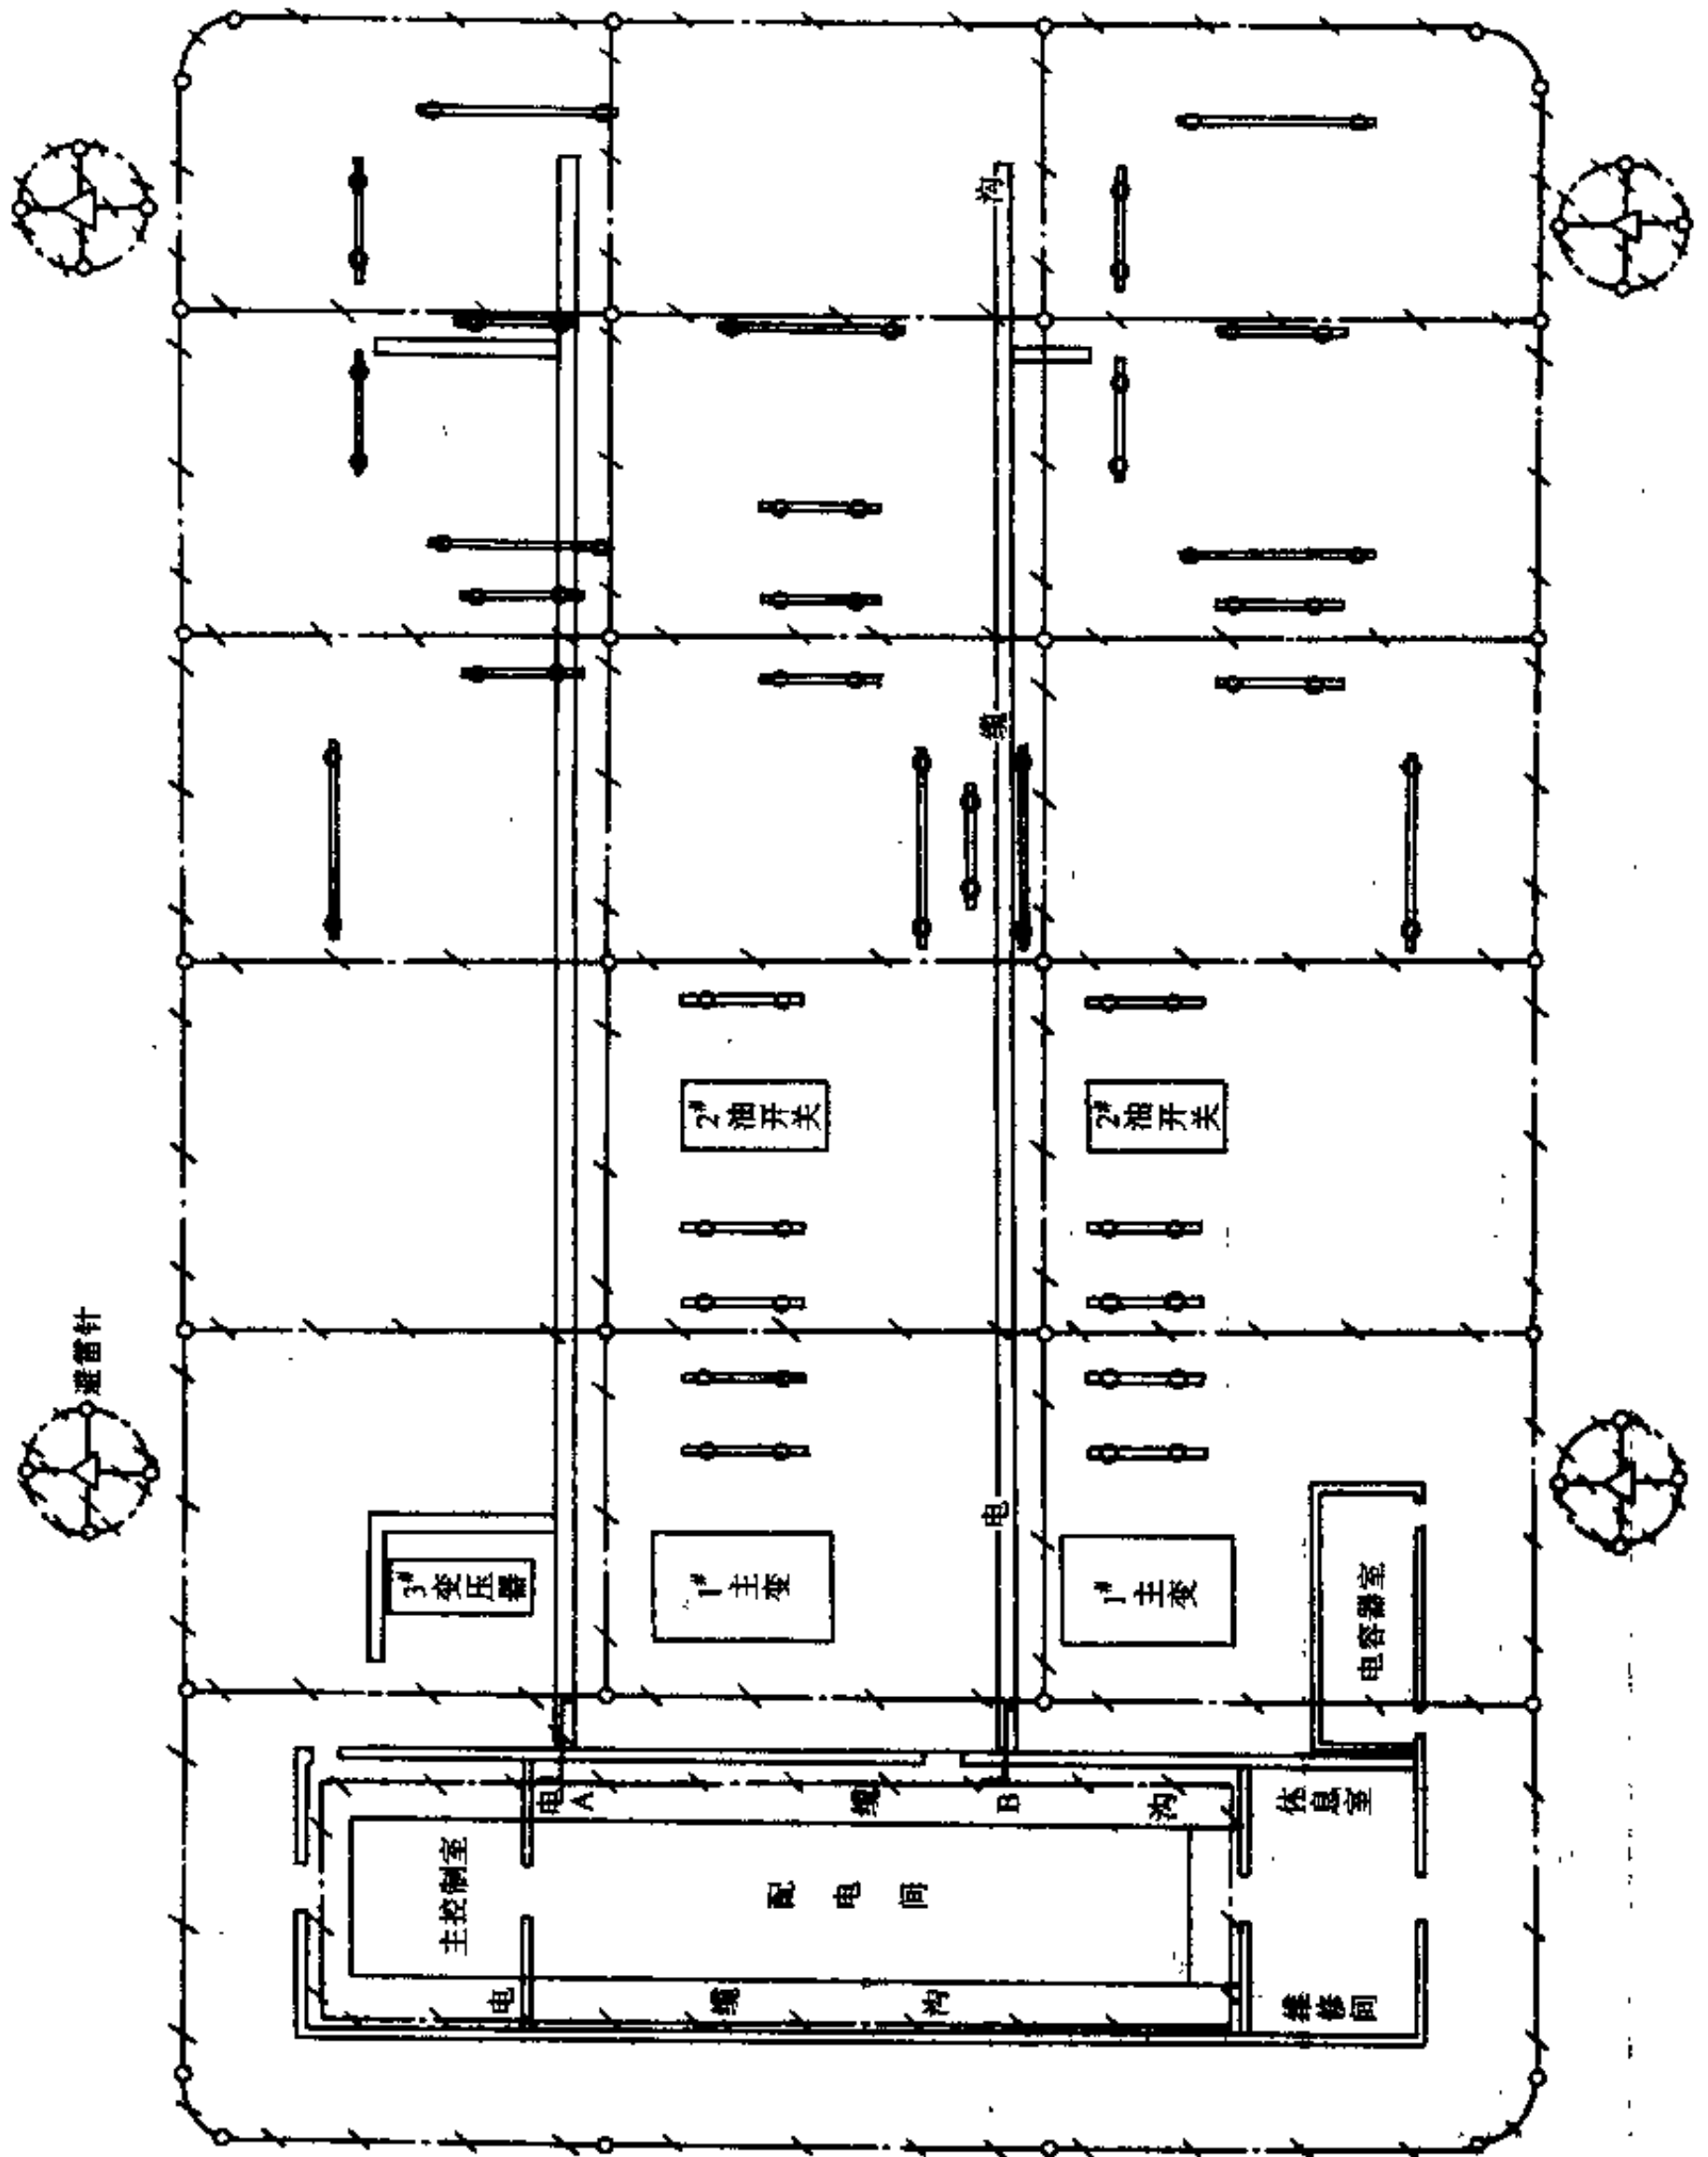 避雷针
沟
缆
电
2# 油开关
2# 油开关
3# 变压器
1# 主变
1# 主变
电容器室
电 缆 沟
A
B
休息室
主控制室
配电间
电 缆 沟
维修间